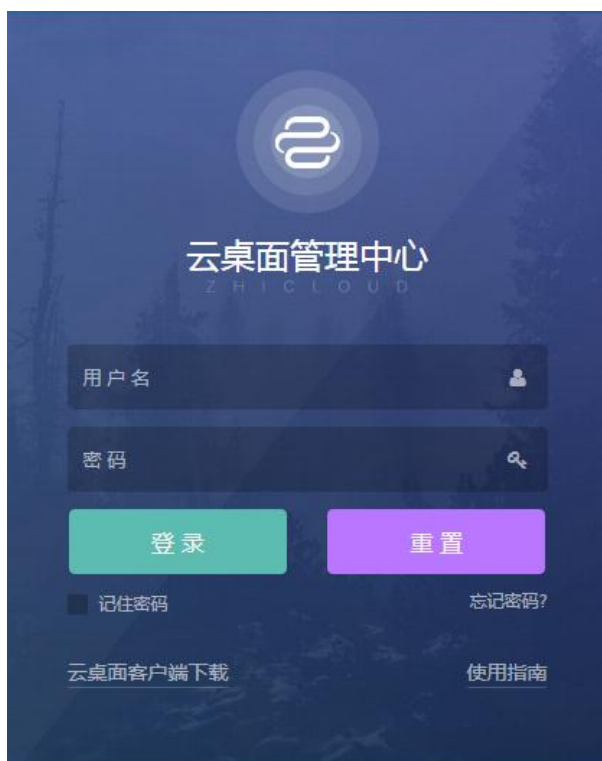 云桌面管理中心
ZHICLOUD
用户名
密码
登录 重置
记住密码 忘记密码?
云桌面客户端下载 使用指南